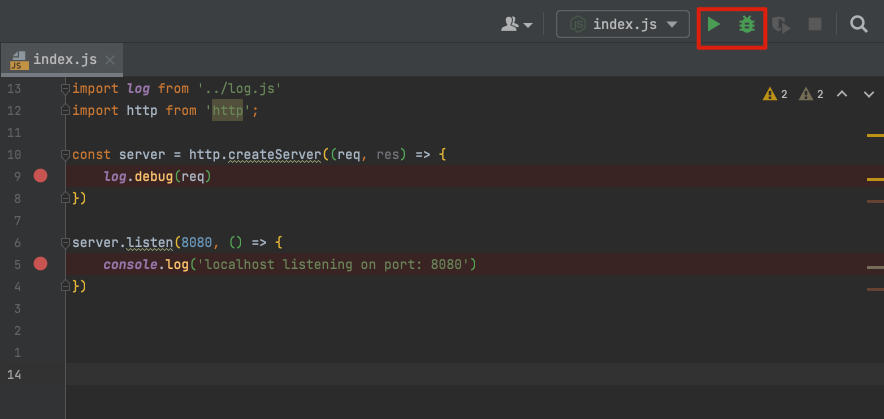 index.js
JS index.js
2 2
13 import log from '../log.js'
12 import http from 'http';
11
10 const server = http.createServer((req, res) => {
9 log.debug(req)
8 })
7
6 server.listen(8080, () => {
5 console.log('localhost listening on port: 8080')
4 })
3
2
1
14